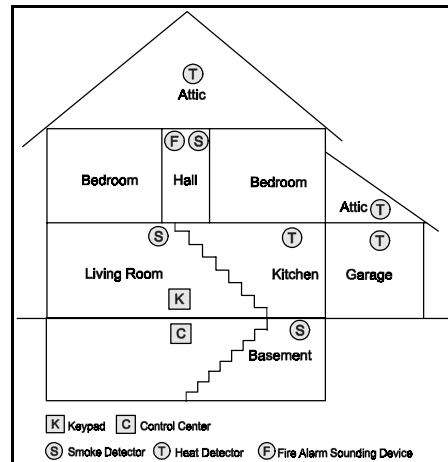 T
Attic
F S
Bedroom Hall Bedroom
Attic T
S T T
Living Room Kitchen Garage
K
C S
Basement
K Keypad C Control Center
S Smoke Detector T Heat Detector F Fire Alarm Sounding Device